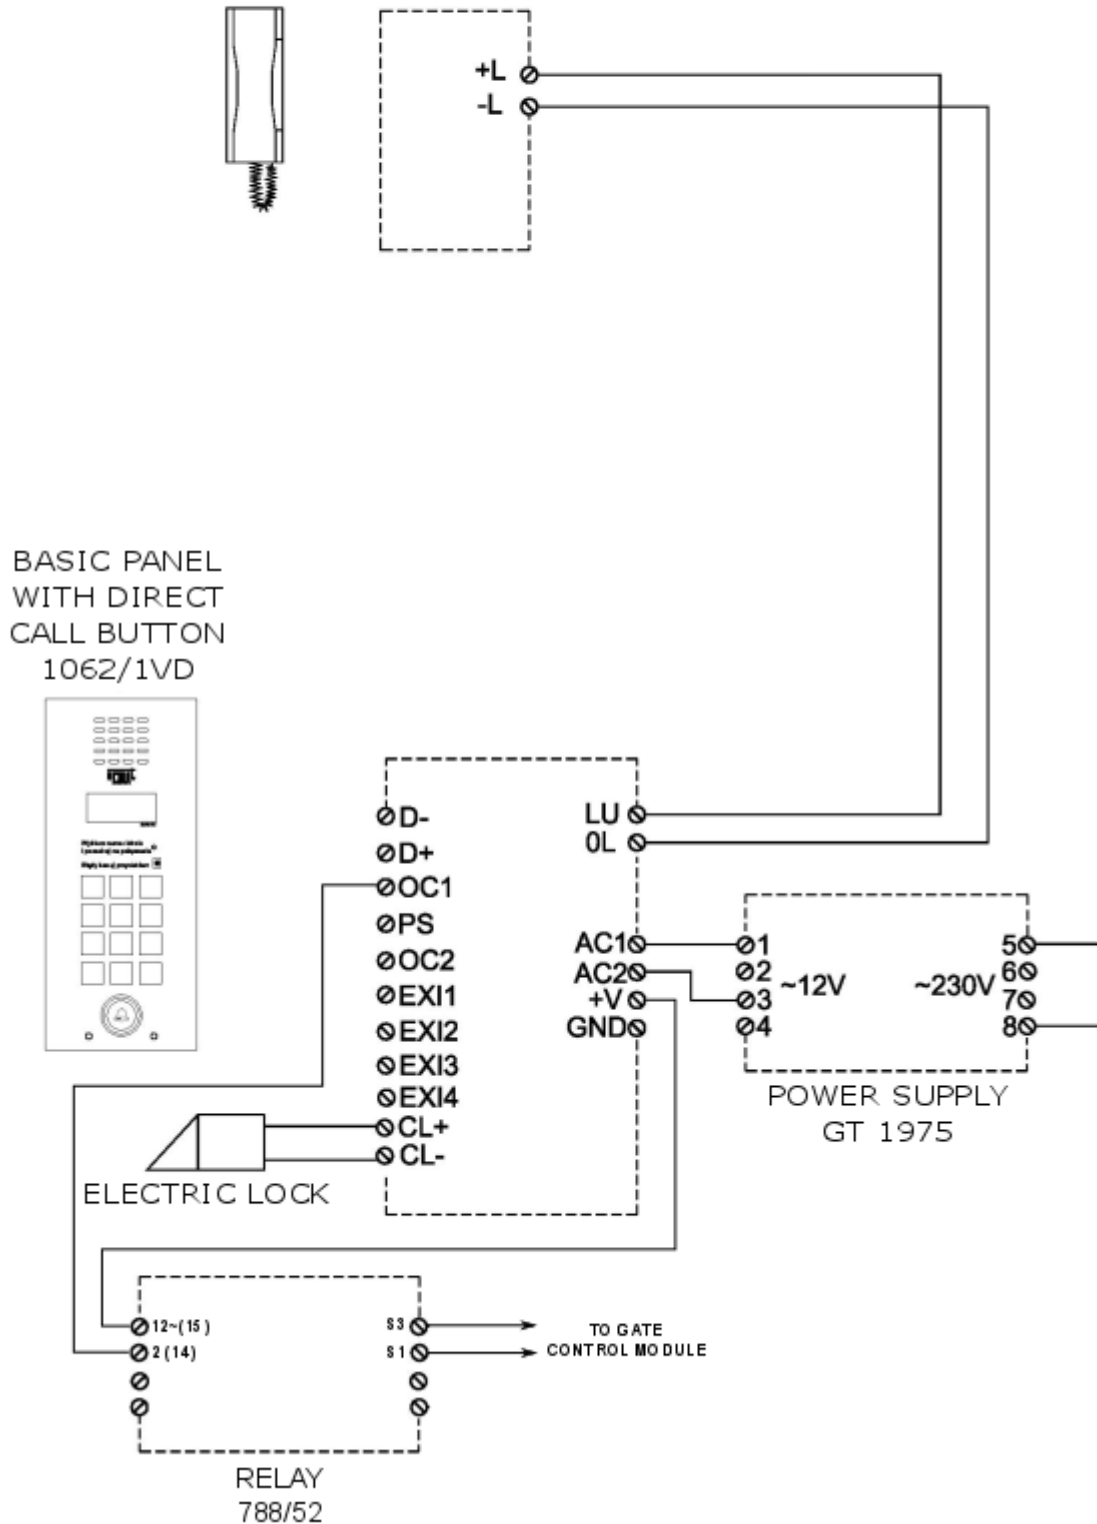 +L
-L
BASIC PANEL
WITH DIRECT
CALL BUTTON
1062/1VD
D-
D+
OC1
PS
OC2
EXI1
EXI2
EXI3
EXI4
CL+
CL-
LU
0L
AC1
AC2
+V
GND
1
2
3
4
~12V
~230V
5
6
7
8
POWER SUPPLY
GT 1975
ELECTRIC LOCK
12~(15)
2(14)
S3
S1
TO GATE
CONTROL MODULE
RELAY
788/52